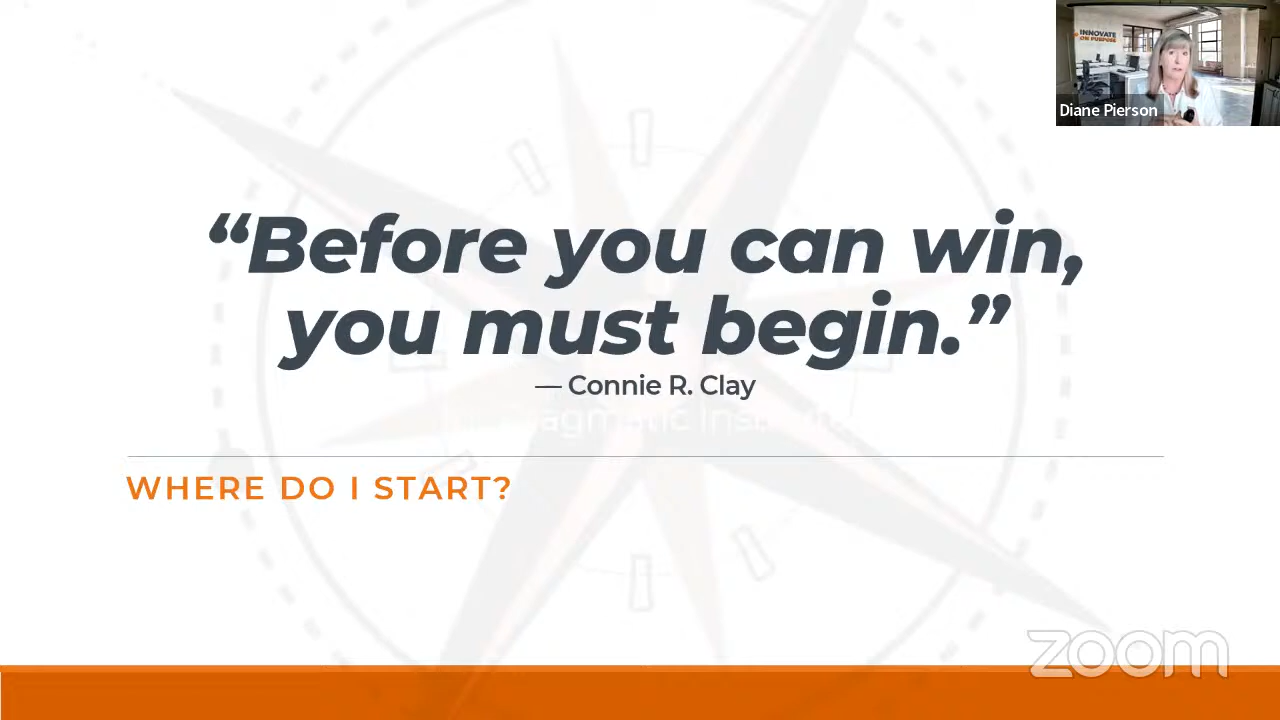 INNOVATE
ON PURPOSE
Diane Pierson
“Before you can win,
you must begin.”
— Connie R. Clay
WHERE DO I START?
zoom